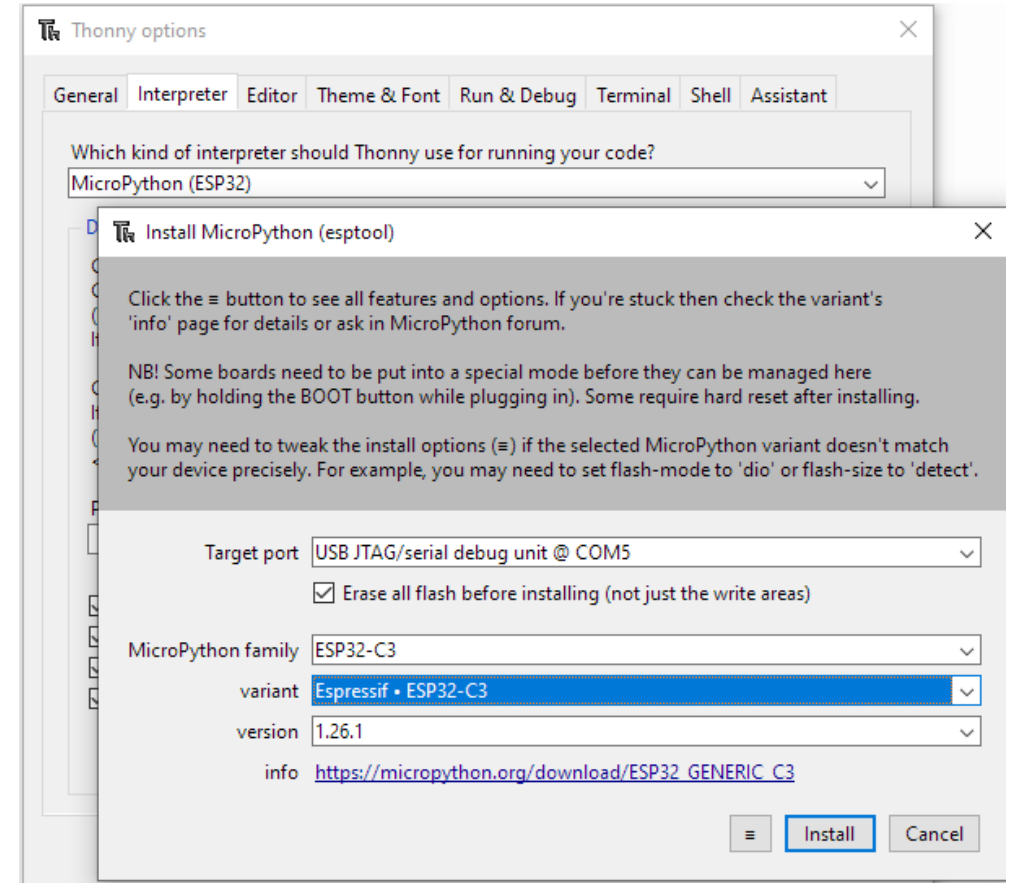 Thonny options
General Interpreter Editor Theme & Font Run & Debug Terminal Shell Assistant
Which kind of interpreter should Thonny use for running your code?
MicroPython (ESP32)
Install MicroPython (esptool)
Click the ≡ button to see all features and options. If you're stuck then check the variant's
'info' page for details or ask in MicroPython forum.
NB! Some boards need to be put into a special mode before they can be managed here
(e.g. by holding the BOOT button while plugging in). Some require hard reset after installing.
You may need to tweak the install options (≡) if the selected MicroPython variant doesn't match
your device precisely. For example, you may need to set flash-mode to 'dio' or flash-size to 'detect'.
Target port USB JTAG/serial debug unit @ COM5
Erase all flash before installing (not just the write areas)
MicroPython family ESP32-C3
variant Espressif • ESP32-C3
version 1.26.1
info https://micropython.org/download/ESP32_GENERIC_C3
≡ Install Cancel